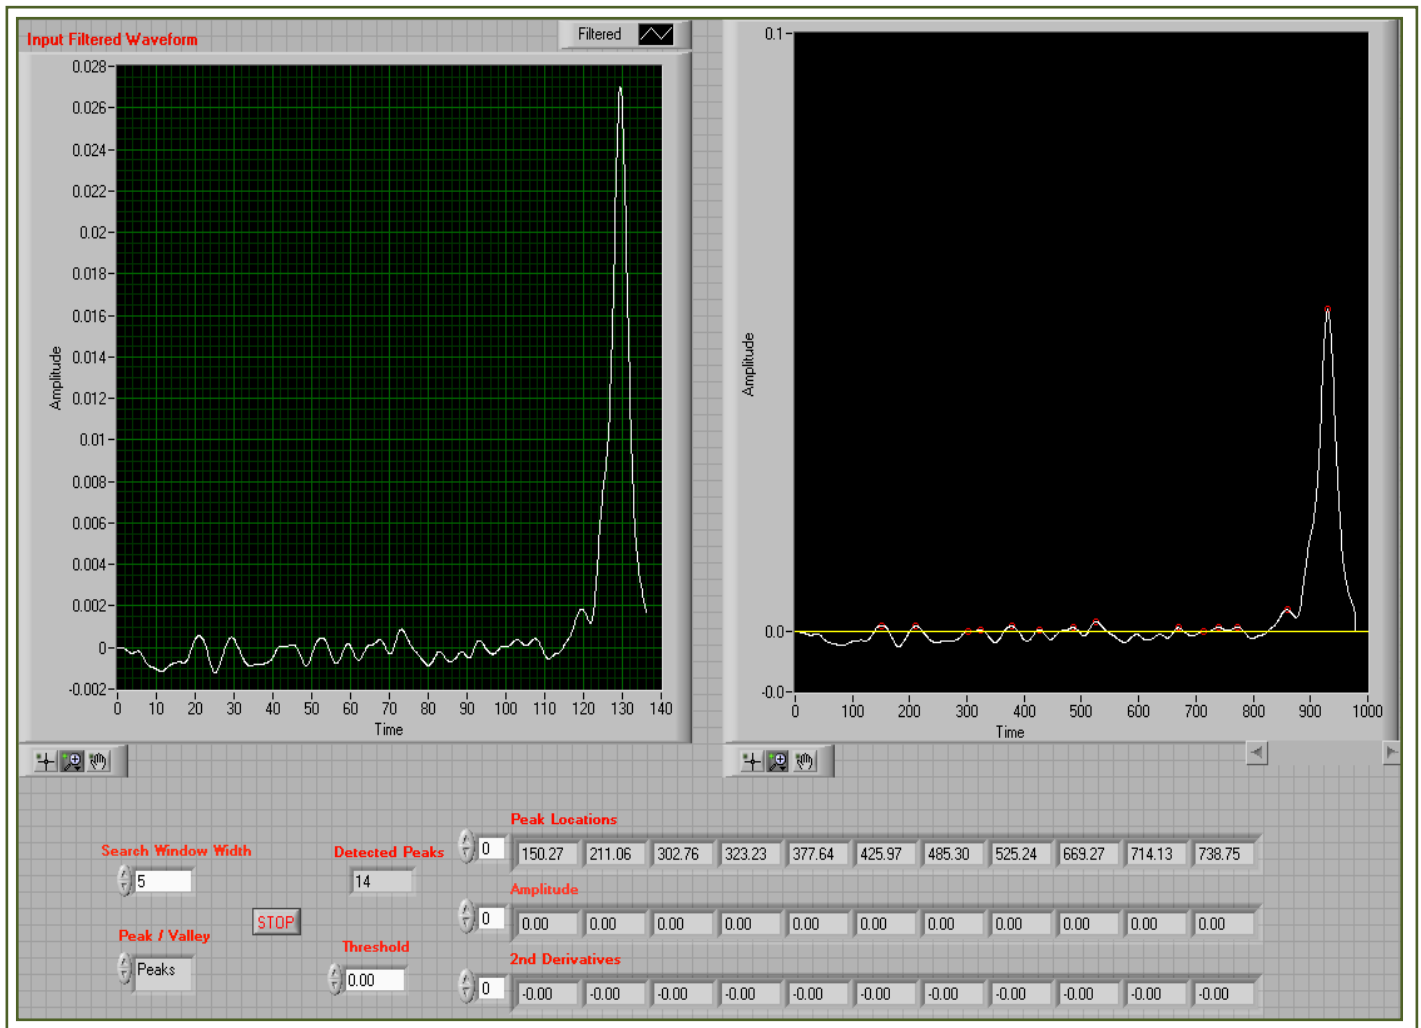 Input Filtered Waveform
Filtered
0.028
0.026
0.024
0.022
0.02
0.018
0.016
0.014
0.012
0.01
0.008
0.006
0.004
0.002
0
-0.002
Amplitude
0 10 20 30 40 50 60 70 80 90 100 110 120 130 140
Time
0.1
0.0
-0.0
Amplitude
0 100 200 300 400 500 600 700 800 900 1000
Time
Search Window Width
5
Peak / Valley
Peaks
STOP
Detected Peaks
14
Threshold
0.00
Peak Locations
0 150.27 211.06 302.76 323.23 377.64 425.97 485.30 525.24 669.27 714.13 738.75
Amplitude
0 0.00 0.00 0.00 0.00 0.00 0.00 0.00 0.00 0.00 0.00 0.00
2nd Derivatives
0 -0.00 -0.00 -0.00 -0.00 -0.00 -0.00 -0.00 -0.00 -0.00 -0.00 -0.00